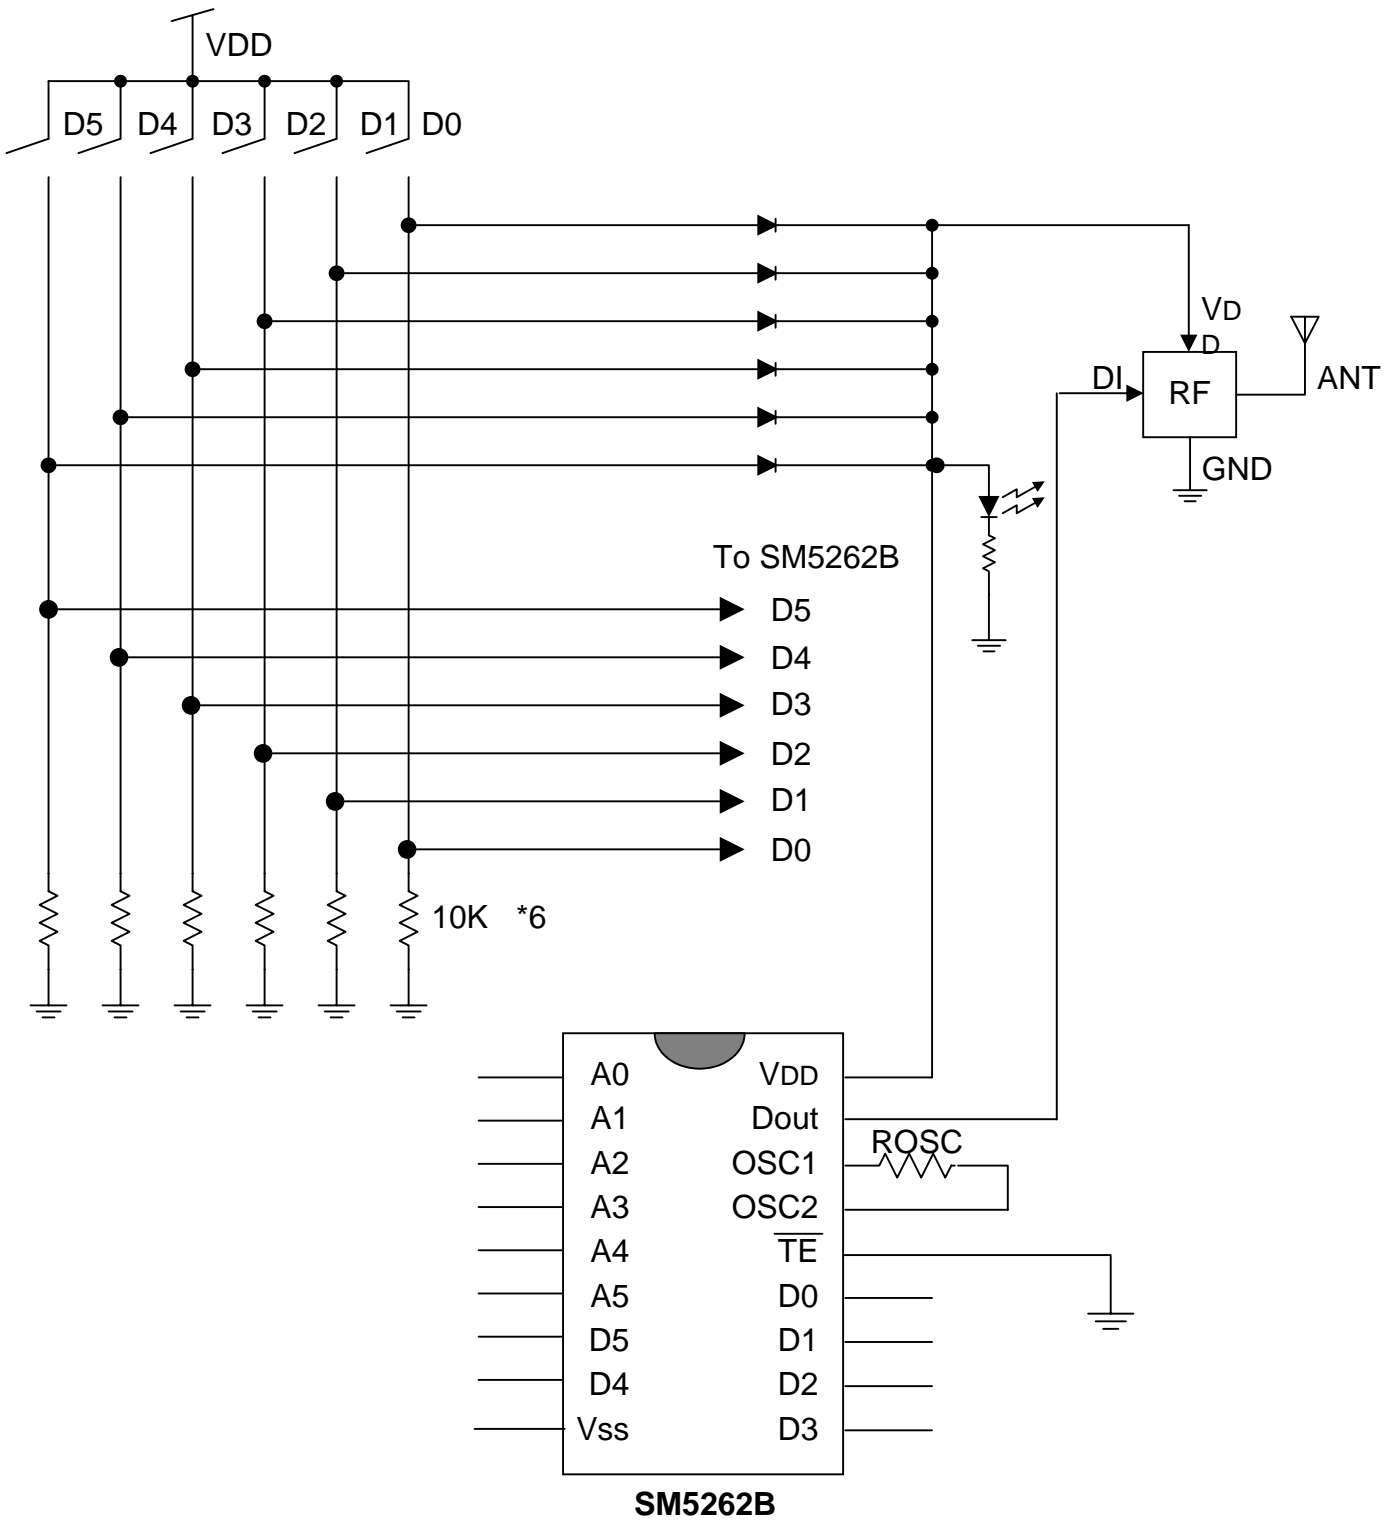 VDD
D5 D4 D3 D2 D1 D0
VD
D
DI
RF
ANT
GND
To SM5262B
D5
D4
D3
D2
D1
D0
10K *6
A0
A1
A2
A3
A4
A5
D5
D4
Vss
VDD
Dout
OSC1
OSC2
TE
D0
D1
D2
D3
ROSC
SM5262B